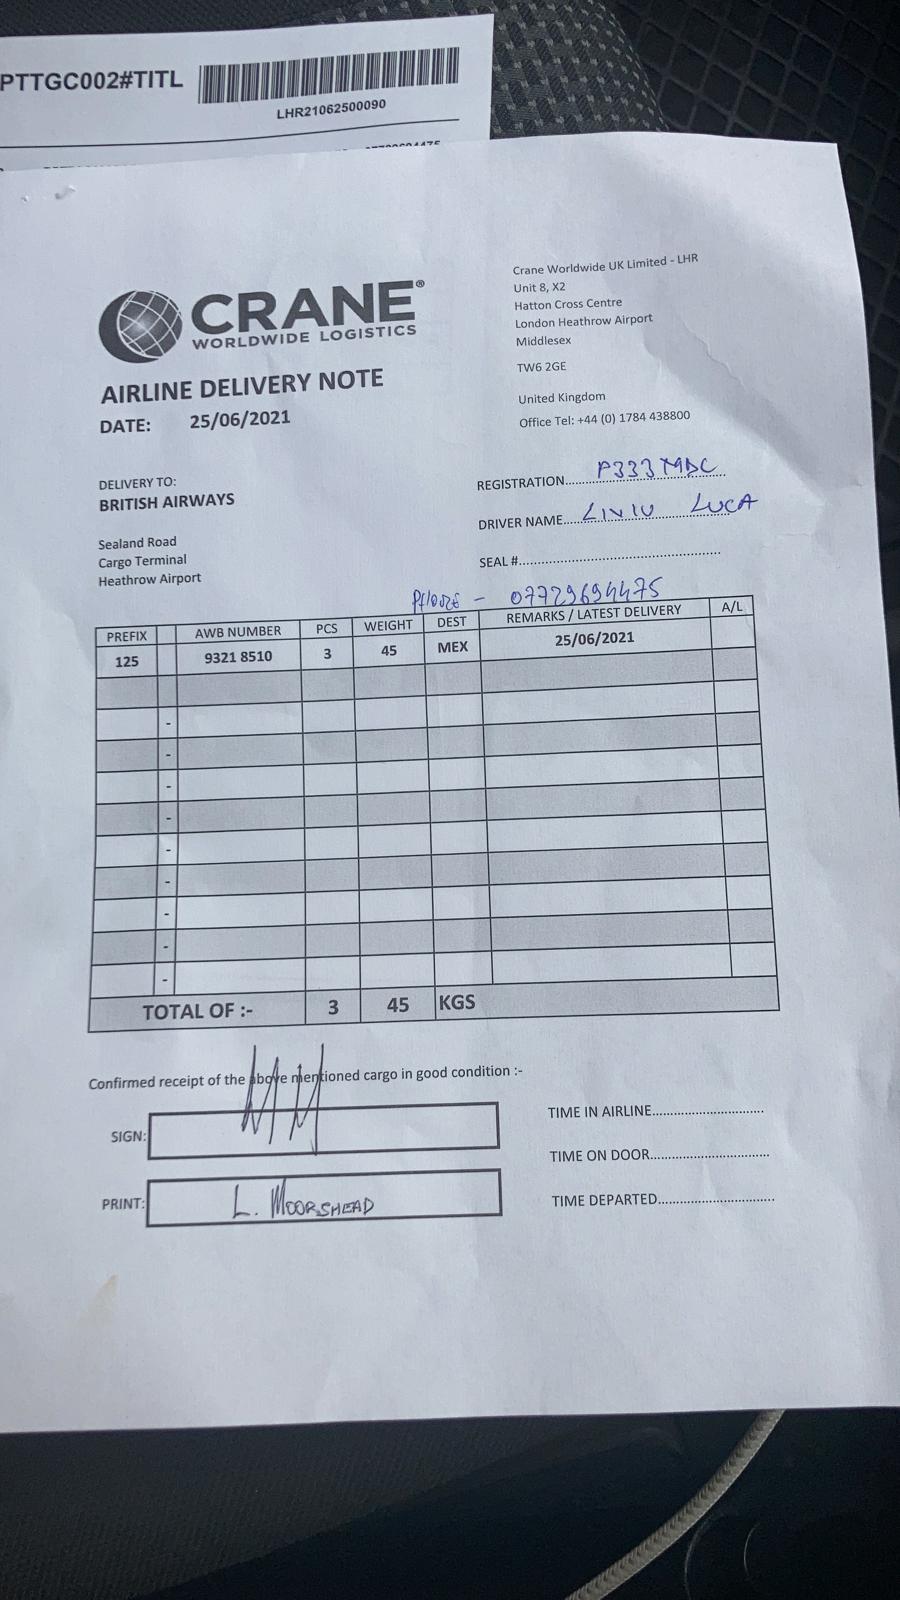 PTTGC002#TITL
LHR21062500090
CRANE®
WORLDWIDE LOGISTICS
AIRLINE DELIVERY NOTE
DATE: 25/06/2021
Crane Worldwide UK Limited - LHR
Unit 8, X2
Hatton Cross Centre
London Heathrow Airport
Middlesex
TW6 2GE
United Kingdom
Office Tel: +44 (0) 1784 438800
DELIVERY TO:
BRITISH AIRWAYS
Sealand Road
Cargo Terminal
Heathrow Airport
REGISTRATION.......P333 MDC
DRIVER NAME.....LIVIU LUCA
SEAL #..........................................................
- 07729694475
PREFIX AWB NUMBER PCS WEIGHT DEST REMARKS / LATEST DELIVERY A/L
125 9321 8510 3 45 MEX 25/06/2021
-
-
-
-
-
-
-
-
-
TOTAL OF :- 3 45 KGS
Confirmed receipt of the above mentioned cargo in good condition :-
SIGN:
PRINT: L. MOORSHEAD
TIME IN AIRLINE................................
TIME ON DOOR..................................
TIME DEPARTED.................................